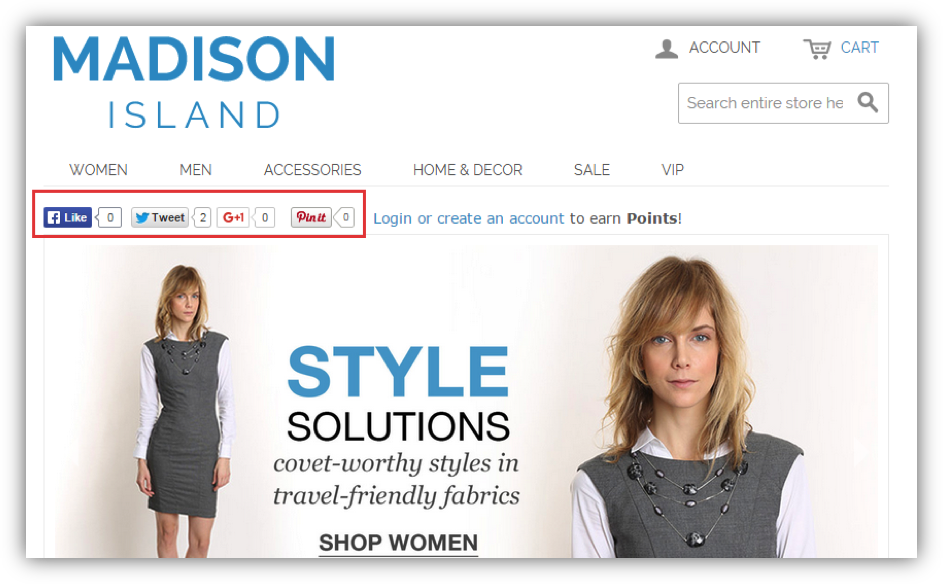 MADISON
ISLAND
ACCOUNT CART
Search entire store he
WOMEN MEN ACCESSORIES HOME & DECOR SALE VIP
Like 0 Tweet 2 G+1 0 Pin it 0 Login or create an account to earn Points!
STYLE
SOLUTIONS
covet-worthy styles in
travel-friendly fabrics
SHOP WOMEN